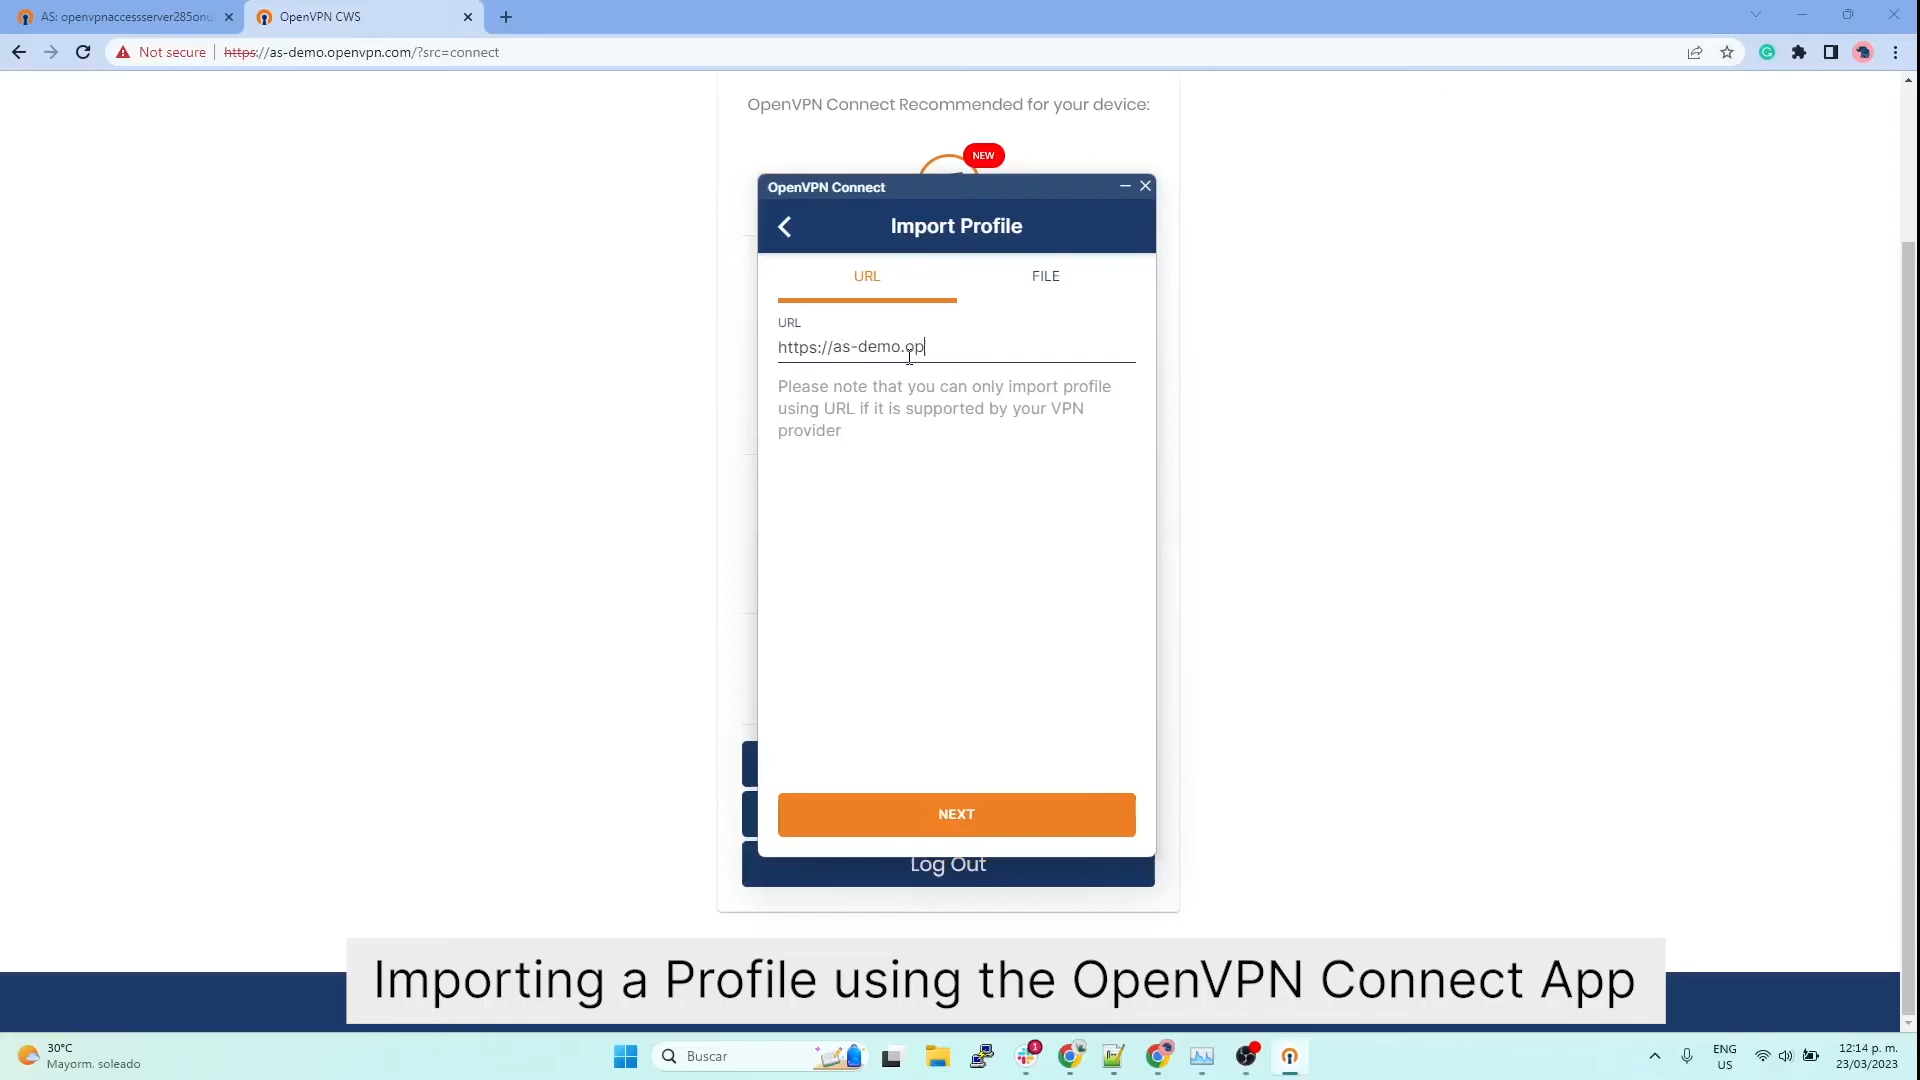 AS: openvpnaccessserver285onu
OpenVPN CWS
Not secure
https://as-demo.openvpn.com/?src=connect
OpenVPN Connect Recommended for your device:
NEW
OpenVPN Connect
Import Profile
URL
FILE
URL
https://as-demo.op
Please note that you can only import profile
using URL if it is supported by your VPN
provider
NEXT
Log Out
Importing a Profile using the OpenVPN Connect App
30°C
Mayorm. soleado
Buscar
1
ENG
US
12:14 p. m.
23/03/2023